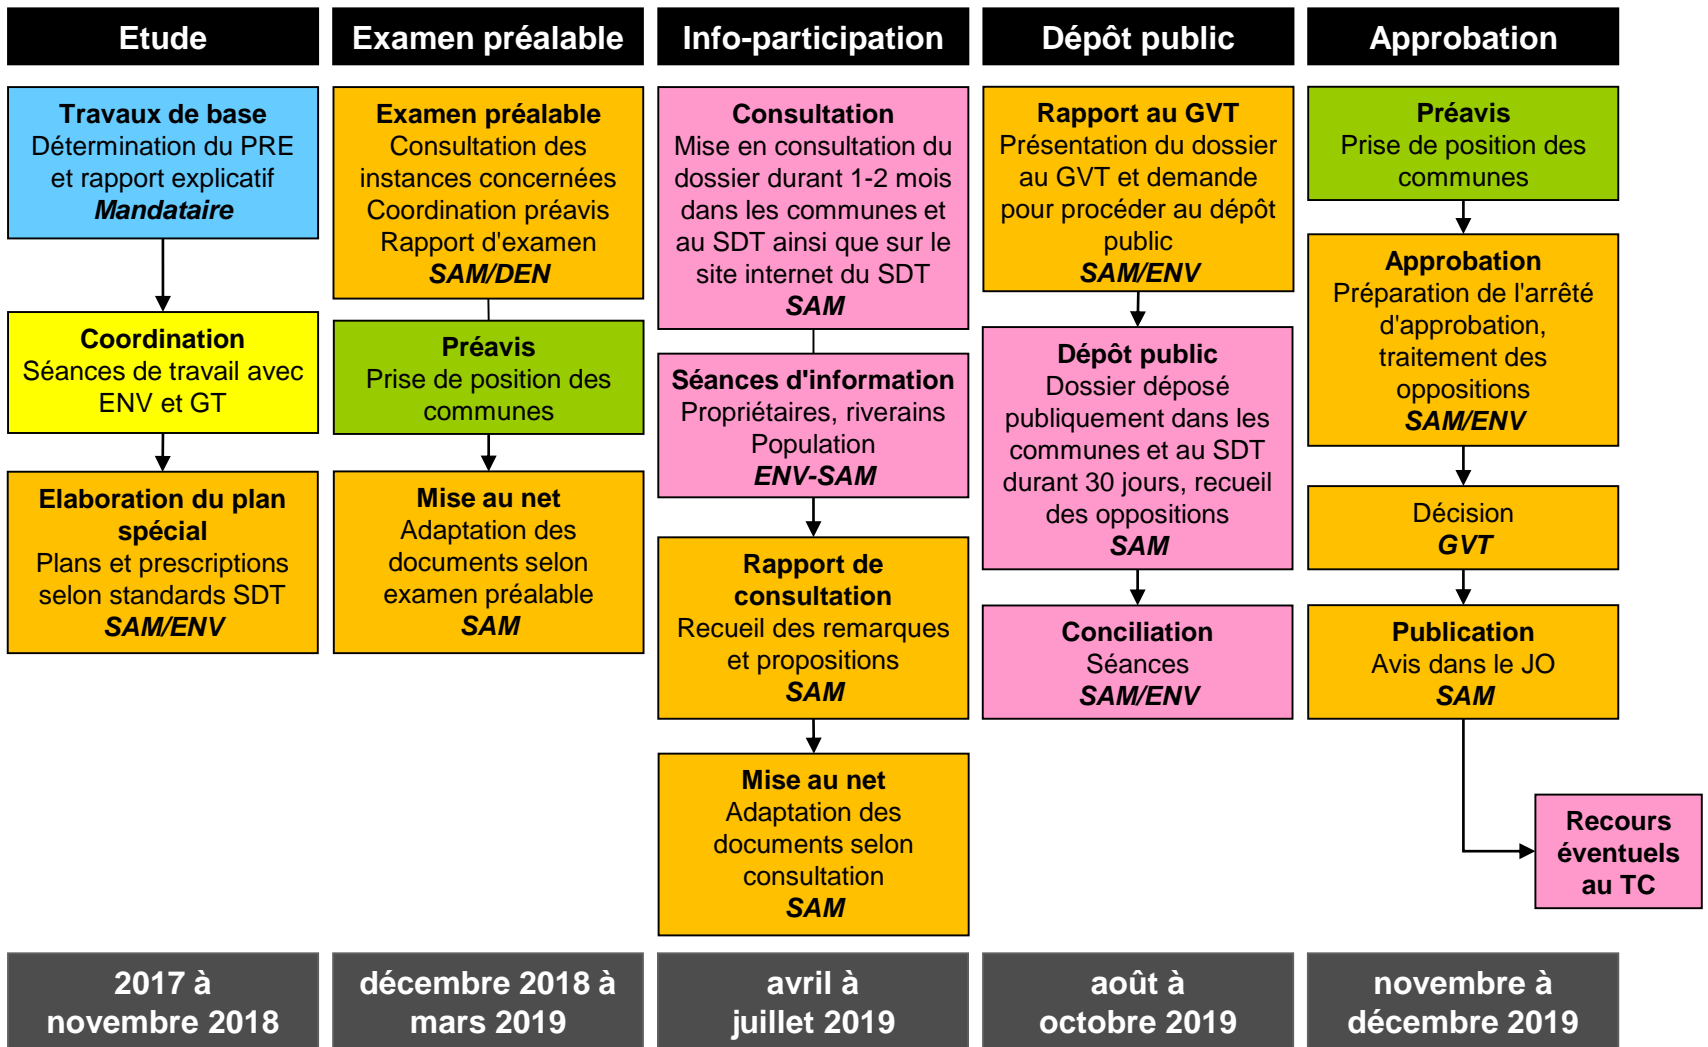 Etude
Travaux de base
Détermination du PRE
et rapport explicatif
Mandataire
Coordination
Séances de travail avec
ENV et GT
Elaboration du plan
spécial
Plans et prescriptions
selon standards SDT
SAM/ENV
2017 à
novembre 2018
Examen préalable
Examen préalable
Consultation des
instances concernées
Coordination préavis
Rapport d'examen
SAM/DEN
Préavis
Prise de position des
communes
Mise au net
Adaptation des
documents selon
examen préalable
SAM
décembre 2018 à
mars 2019
Info-participation
Consultation
Mise en consultation du
dossier durant 1-2 mois
dans les communes et
au SDT ainsi que sur le
site internet du SDT
SAM
Séances d'information
Propriétaires, riverains
Population
ENV-SAM
Rapport de
consultation
Recueil des remarques
et propositions
SAM
Mise au net
Adaptation des
documents selon
consultation
SAM
avril à
juillet 2019
Dépôt public
Rapport au GVT
Présentation du dossier
au GVT et demande
pour procéder au dépôt
public
SAM/ENV
Dépôt public
Dossier déposé
publiquement dans les
communes et au SDT
durant 30 jours, recueil
des oppositions
SAM
Conciliation
Séances
SAM/ENV
août à
octobre 2019
Approbation
Préavis
Prise de position des
communes
Approbation
Préparation de l'arrêté
d'approbation,
traitement des
oppositions
SAM/ENV
Décision
GVT
Publication
Avis dans le JO
SAM
Recours
éventuels
au TC
novembre à
décembre 2019